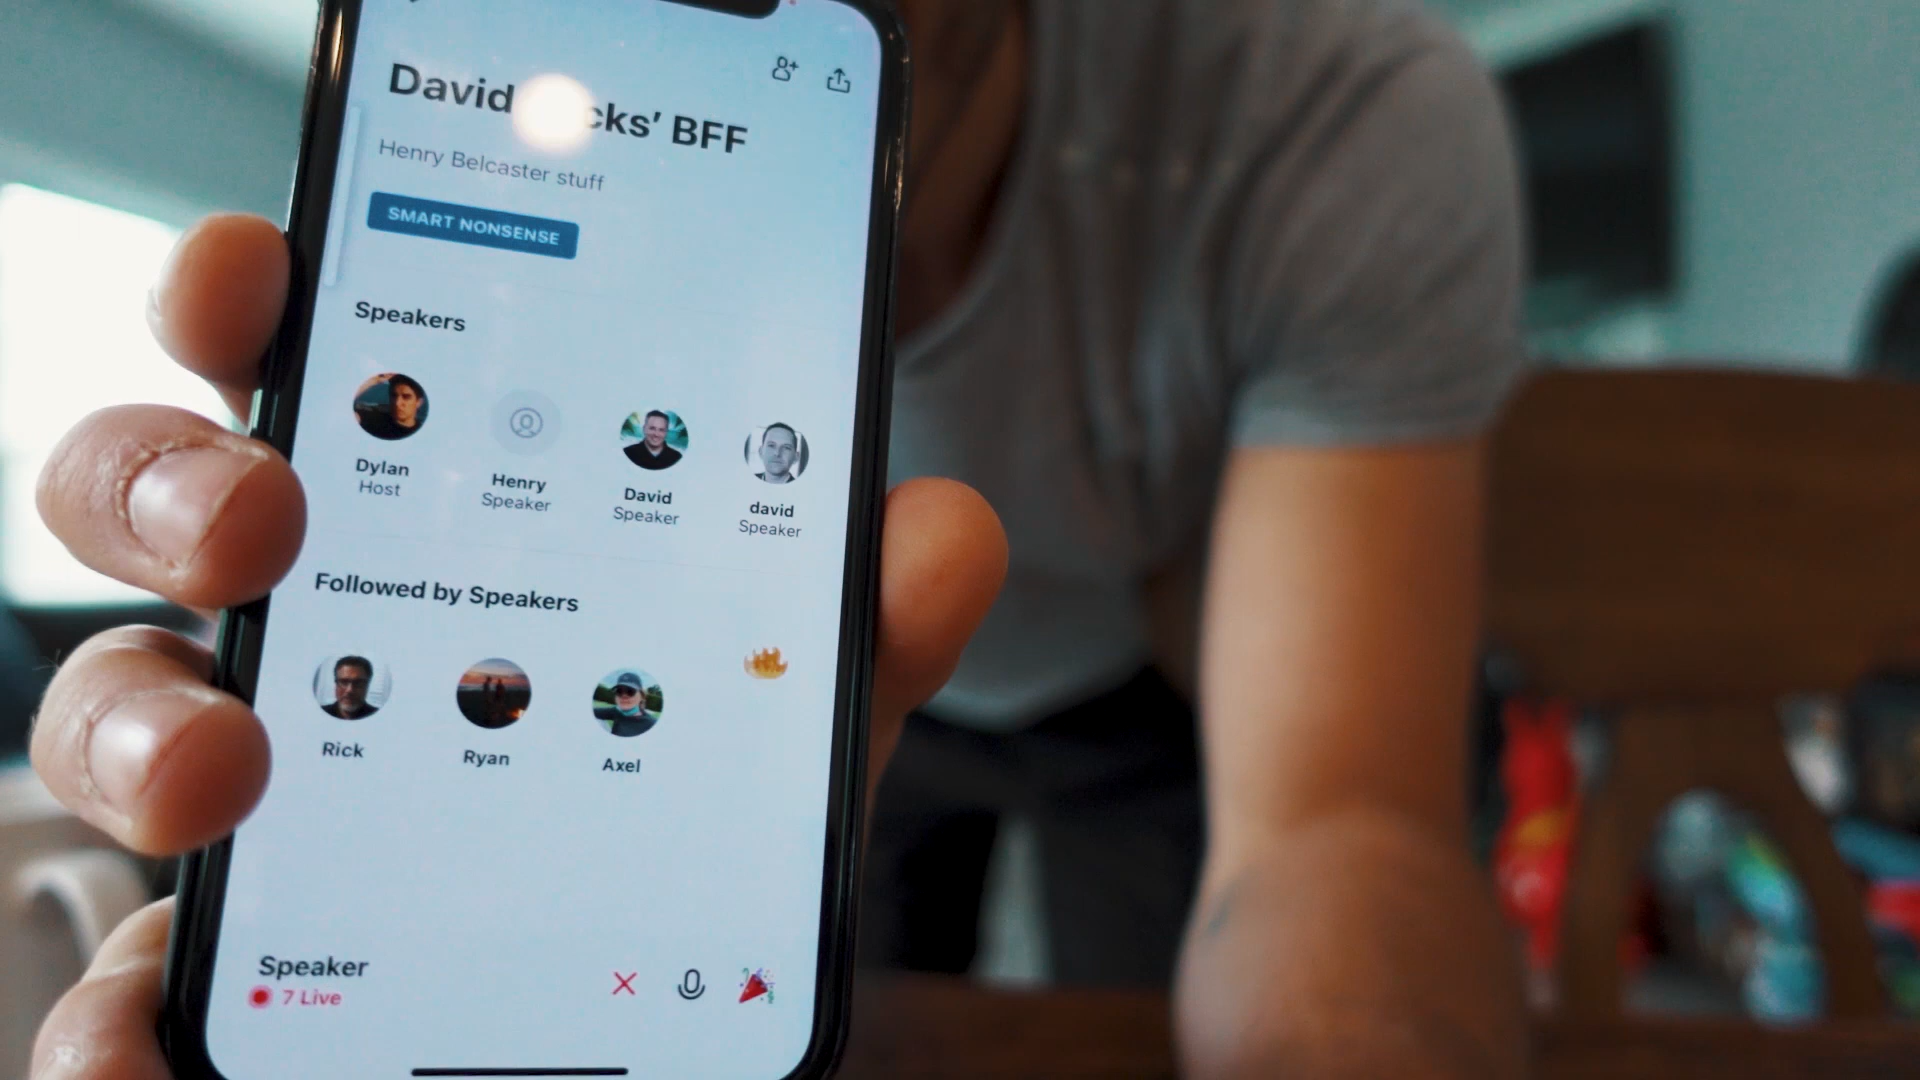 David cks' BFF
Henry Belcaster stuff
SMART NONSENSE
Speakers
Dylan
Host
Henry
Speaker
David
Speaker
david
Speaker
Followed by Speakers
Rick
Ryan
Axel
Speaker
7 Live